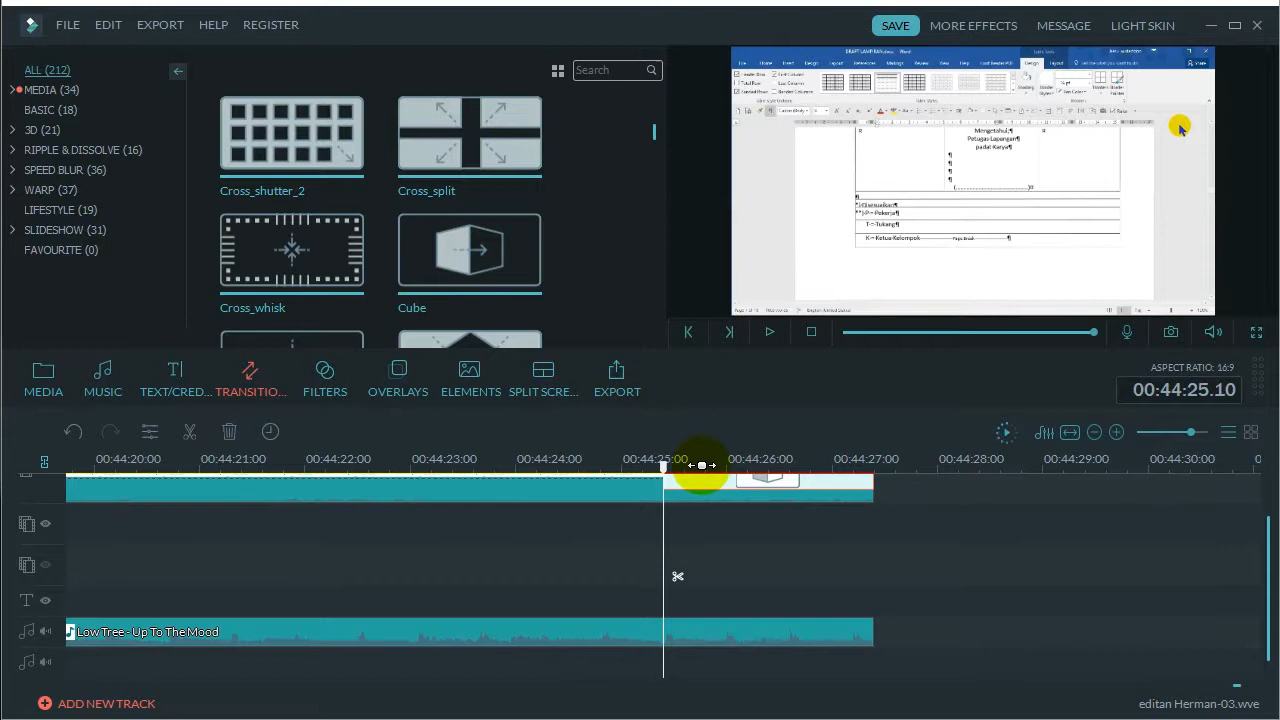 FILE EDIT EXPORT HELP REGISTER
SAVE MORE EFFECTS MESSAGE LIGHT SKIN
ALL (212)
MEDIA (34)
BASIC (18)
3D (21)
RIPPLE & DISSOLVE (16)
SPEED BLUR (36)
WARP (37)
LIFESTYLE (19)
SLIDESHOW (31)
FAVOURITE (0)
Search
Cross_shutter_2 Cross_split
Cross_whisk Cube
Mengetahui,¶
Petugas Lapangan
padat Karya¶
T=Tukang¶
MEDIA MUSIC TEXT/CRED... TRANSITIO... FILTERS OVERLAYS ELEMENTS SPLIT SCRE... EXPORT
ASPECT RATIO: 16:9
00:44:25.10
00:44:20:00 00:44:21:00 00:44:22:00 00:44:23:00 00:44:24:00 00:44:25:00 00:44:26:00 00:44:27:00 00:44:28:00 00:44:29:00 00:44:30:00
T
Low Tree - Up To The Mood
ADD NEW TRACK
editan Herman-03.wve